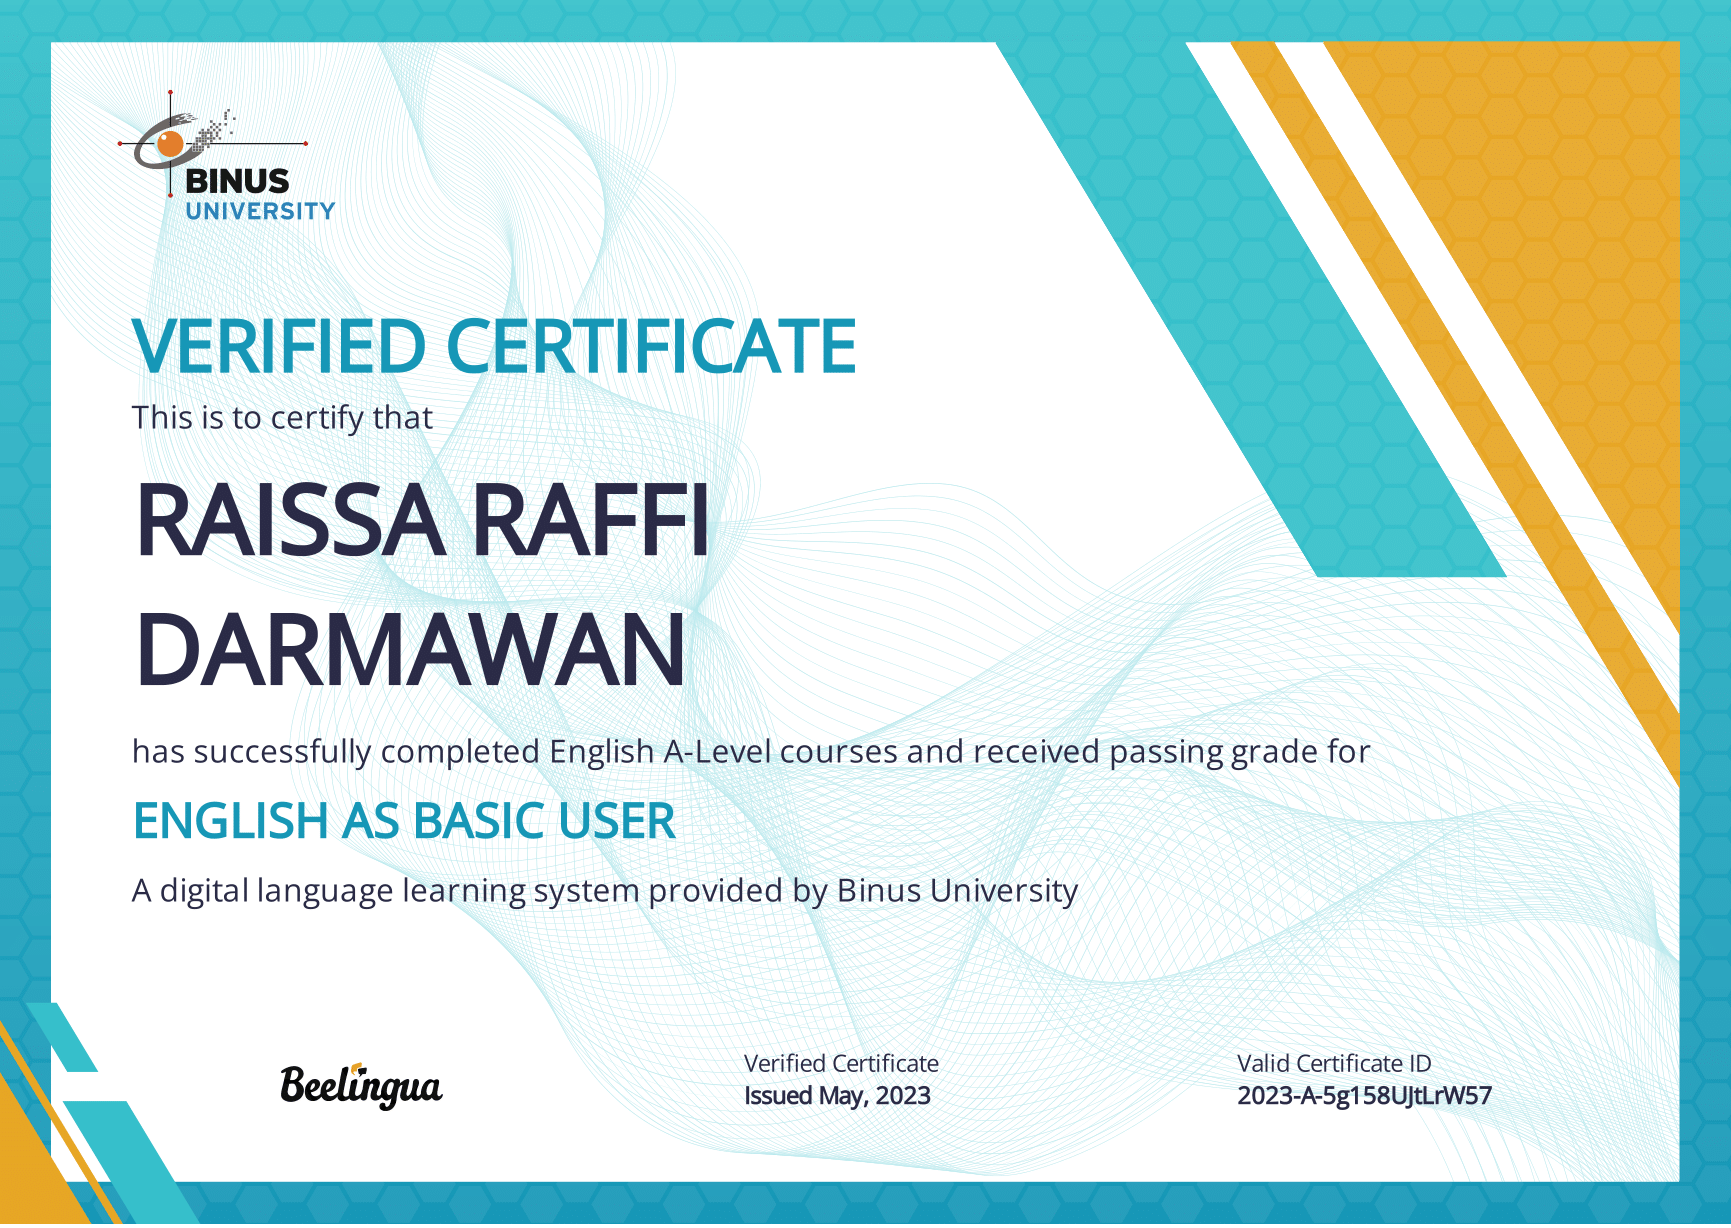 BINUS
UNIVERSITY
VERIFIED CERTIFICATE
This is to certify that
RAISSA RAFFI
DARMAWAN
has successfully completed English A-Level courses and received passing grade for
ENGLISH AS BASIC USER
A digital language learning system provided by Binus University
Beelingua
Verified Certificate
Issued May, 2023
Valid Certificate ID
2023-A-5g158UJtLrW57